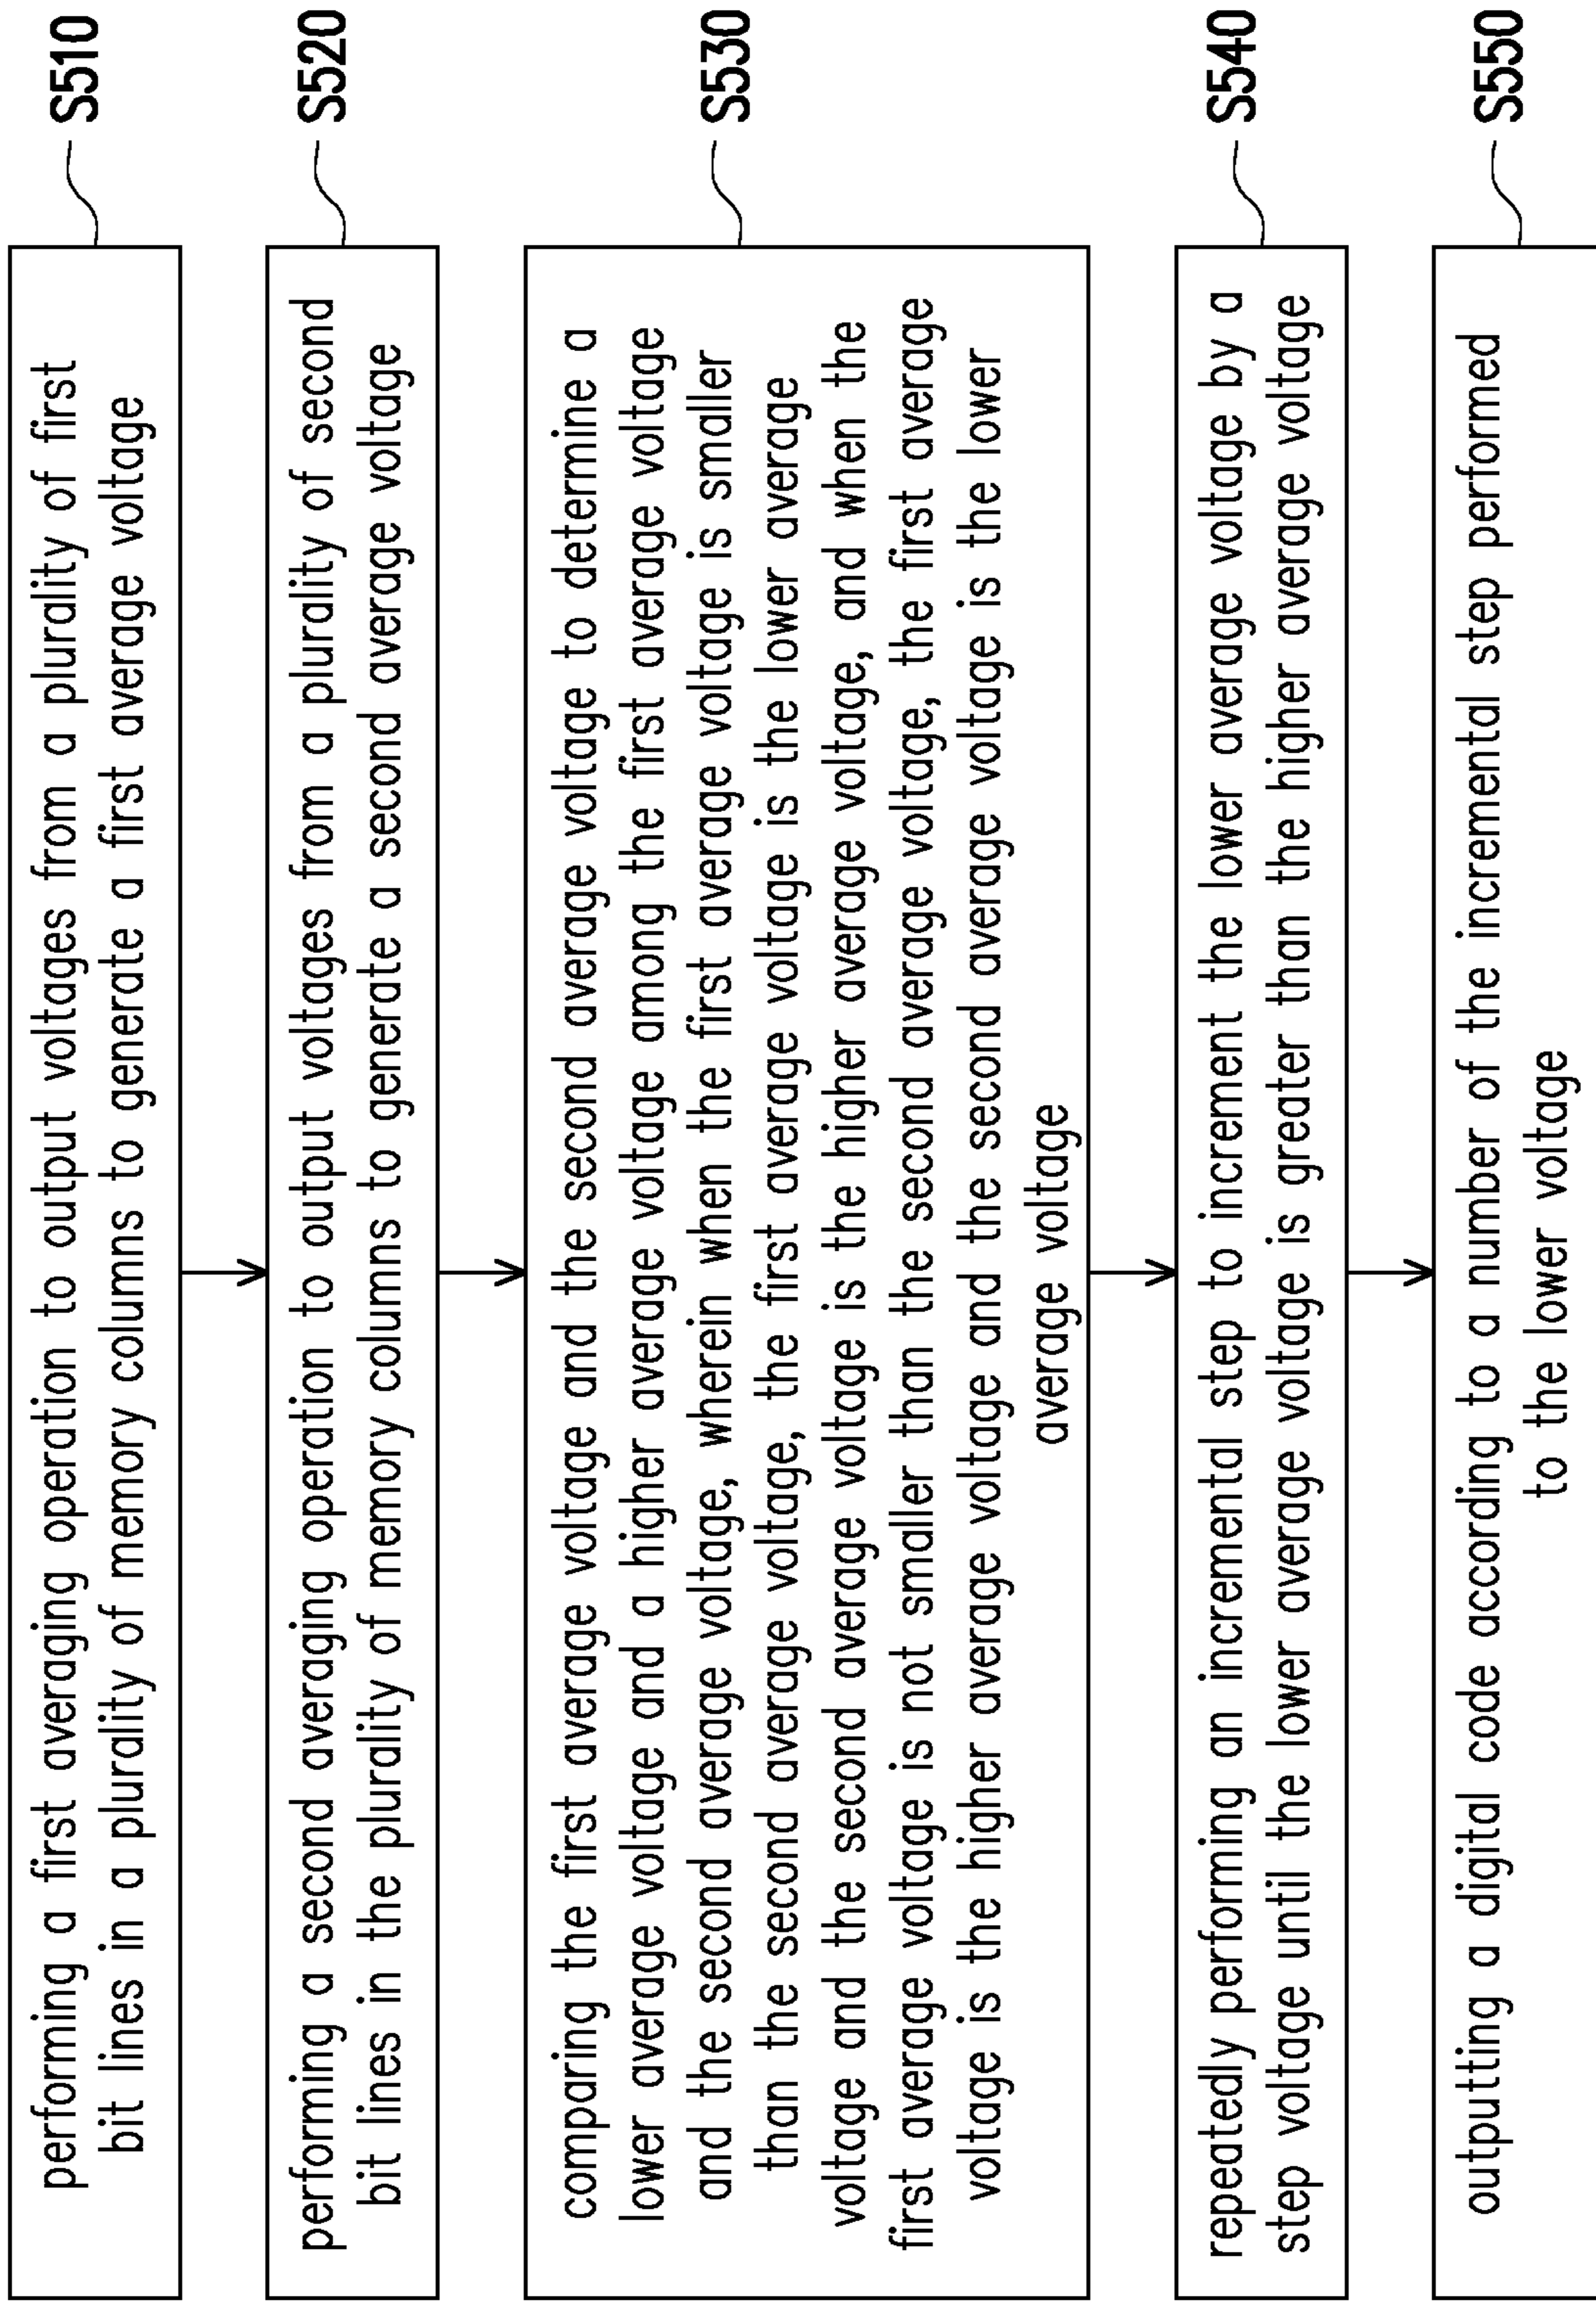 performing a first averaging operation to output voltages from a plurality of first
bit lines in a plurality of memory columns to generate a first average voltage
S510
performing a second averaging operation to output voltages from a plurality of second
bit lines in the plurality of memory columns to generate a second average voltage
S520
comparing the first average voltage and the second average voltage to determine a
lower average voltage and a higher average voltage among the first average voltage
and the second average voltage, wherein when the first average voltage is smaller
than the second average voltage, the first average voltage is the lower average
voltage and the second average voltage is the higher average voltage, and when the
first average voltage is not smaller than the second average voltage, the first average
voltage is the higher average voltage and the second average voltage is the lower
average voltage
S530
repeatedly performing an incremental step to increment the lower average voltage by a
step voltage until the lower average voltage is greater than the higher average voltage
S540
outputting a digital code according to a number of the incremental step performed
to the lower voltage
S550